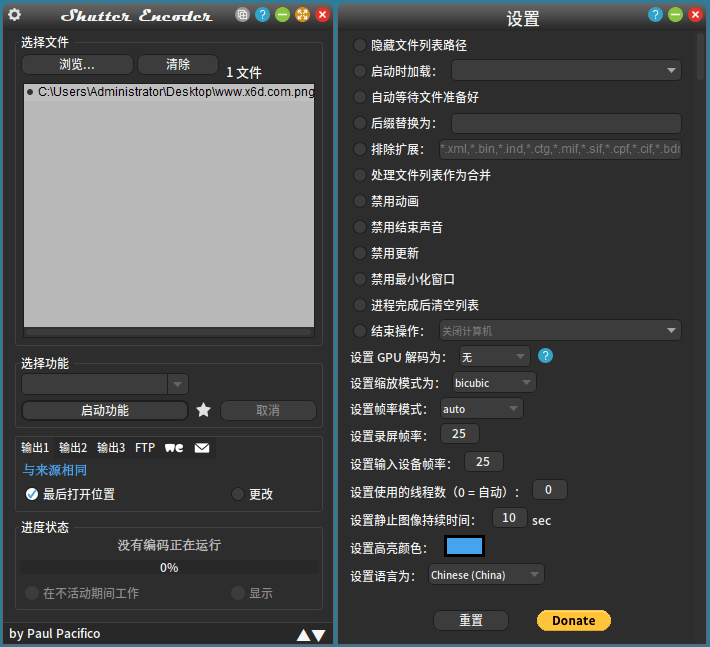 Shutter Encoder
选择文件
浏览...
清除
1 文件
C:\Users\Administrator\Desktop\www.x6d.com.png
选择功能
启动功能
取消
输出1 输出2 输出3 FTP
与来源相同
最后打开位置
更改
进度状态
没有编码正在运行
0%
在不活动期间工作
显示
by Paul Pacifico
设置
隐藏文件列表路径
启动时加载：
自动等待文件准备好
后缀替换为：
排除扩展： *.xml,*.bin,*.ind,*.ctg,*.mif,*.sif,*.cpf,*.cif,*.bdm
处理文件列表作为合并
禁用动画
禁用结束声音
禁用更新
禁用最小化窗口
进程完成后清空列表
结束操作： 关闭计算机
设置 GPU 解码为： 无
设置缩放模式为： bicubic
设置帧率模式： auto
设置录屏帧率： 25
设置输入设备帧率： 25
设置使用的线程数（0 = 自动）： 0
设置静止图像持续时间： 10 sec
设置高亮颜色：
设置语言为： Chinese (China)
重置
Donate